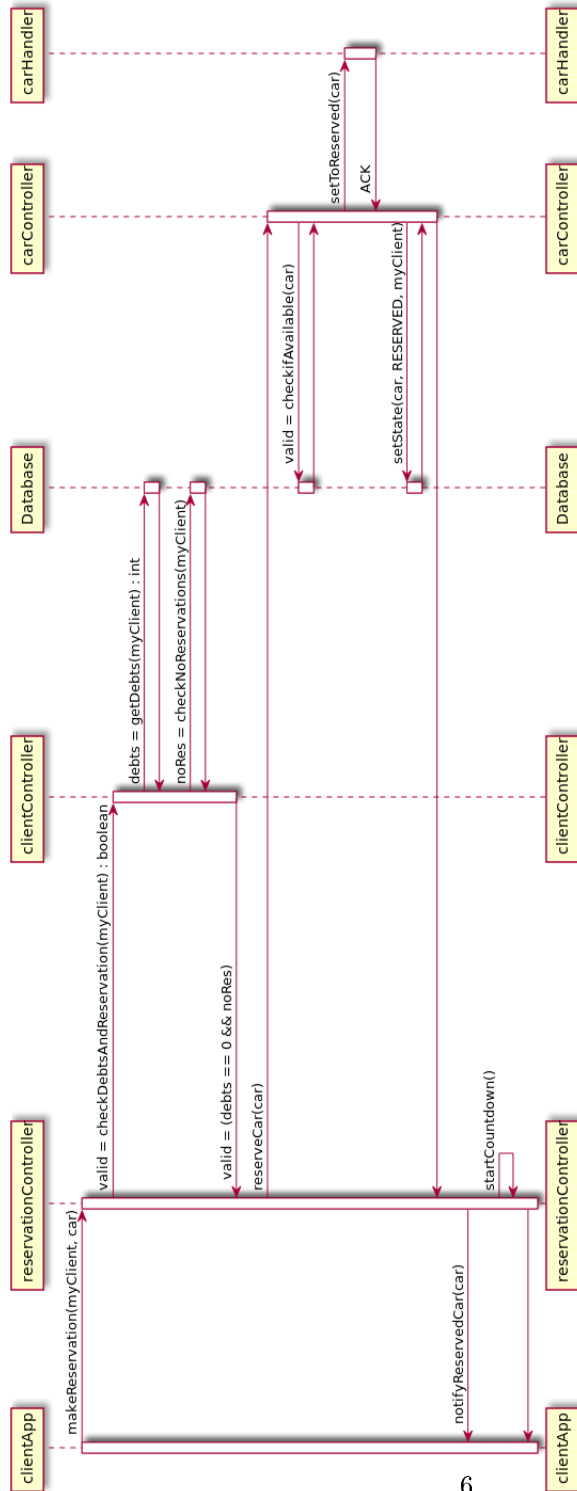 clientApp
reservationController
clientController
Database
carController
carHandler
makeReservation(myClient, car)
valid = checkDebtsAndReservation(myClient) : boolean
debts = getDebts(myClient) : int
noRes = checkNoReservations(myClient)
valid = (debts == 0 && noRes)
reserveCar(car)
valid = checkifAvailable(car)
setToReserved(car)
ACK
setState(car, RESERVED, myClient)
notifyReservedCar(car)
startCountdown()
clientApp
reservationController
clientController
Database
carController
carHandler
6